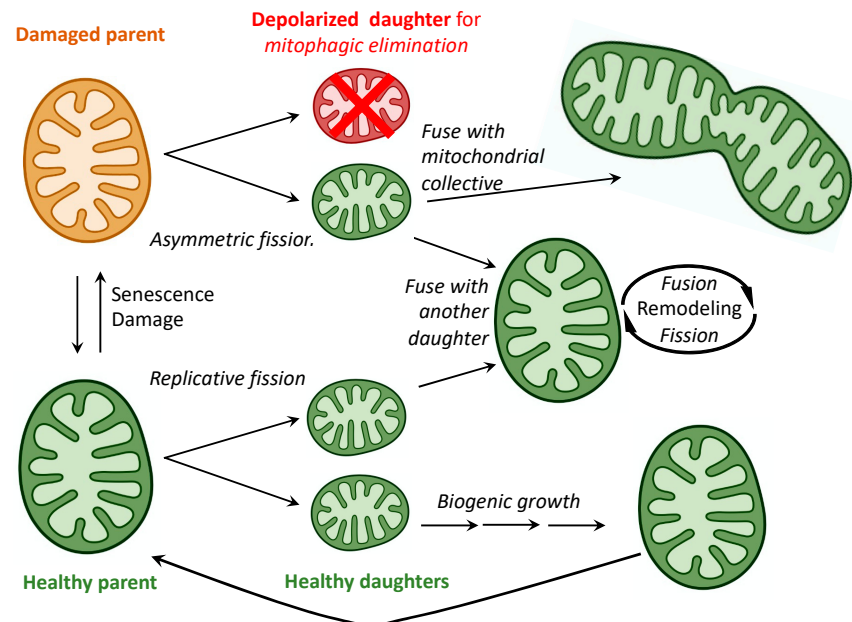 Damaged parent
Depolarized daughter for
mitophagic elimination
Fuse with
mitochondrial
collective
Asymmetric fissior.
Senescence
Damage
Fuse with
another
daughter
Fusion
Remodeling
Fission
Replicative fission
Biogenic growth
Healthy parent
Healthy daughters